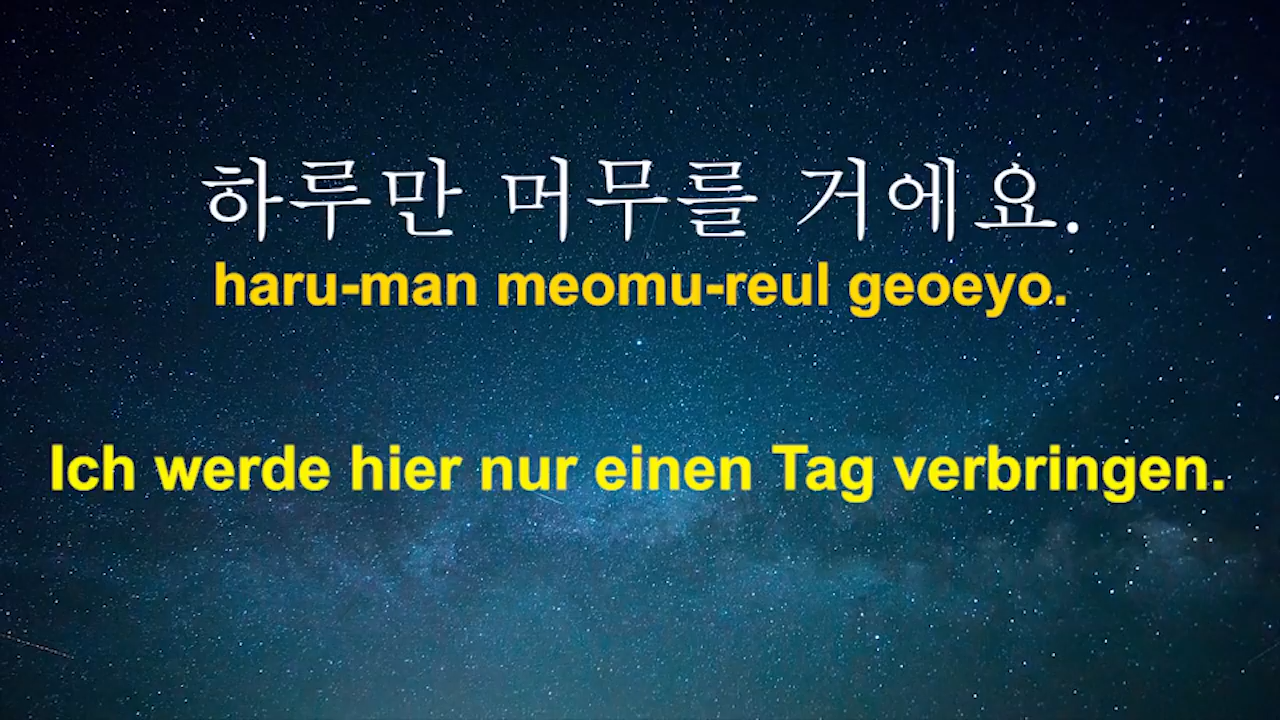 하루만 머무를 거에요.
haru-man meomu-reul geoeyo.
Ich werde hier nur einen Tag verbringen.